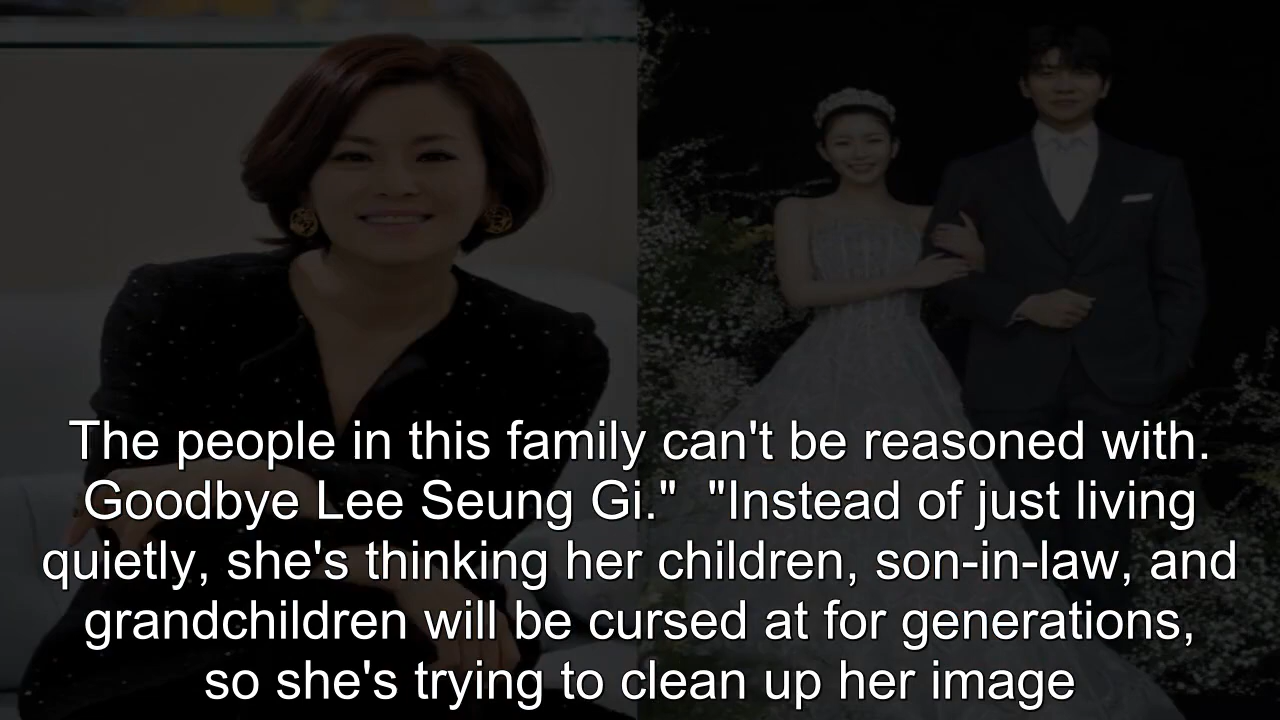 The people in this family can't be reasoned with.
Goodbye Lee Seung Gi."  "Instead of just living
quietly, she's thinking her children, son-in-law, and
grandchildren will be cursed at for generations,
so she's trying to clean up her image